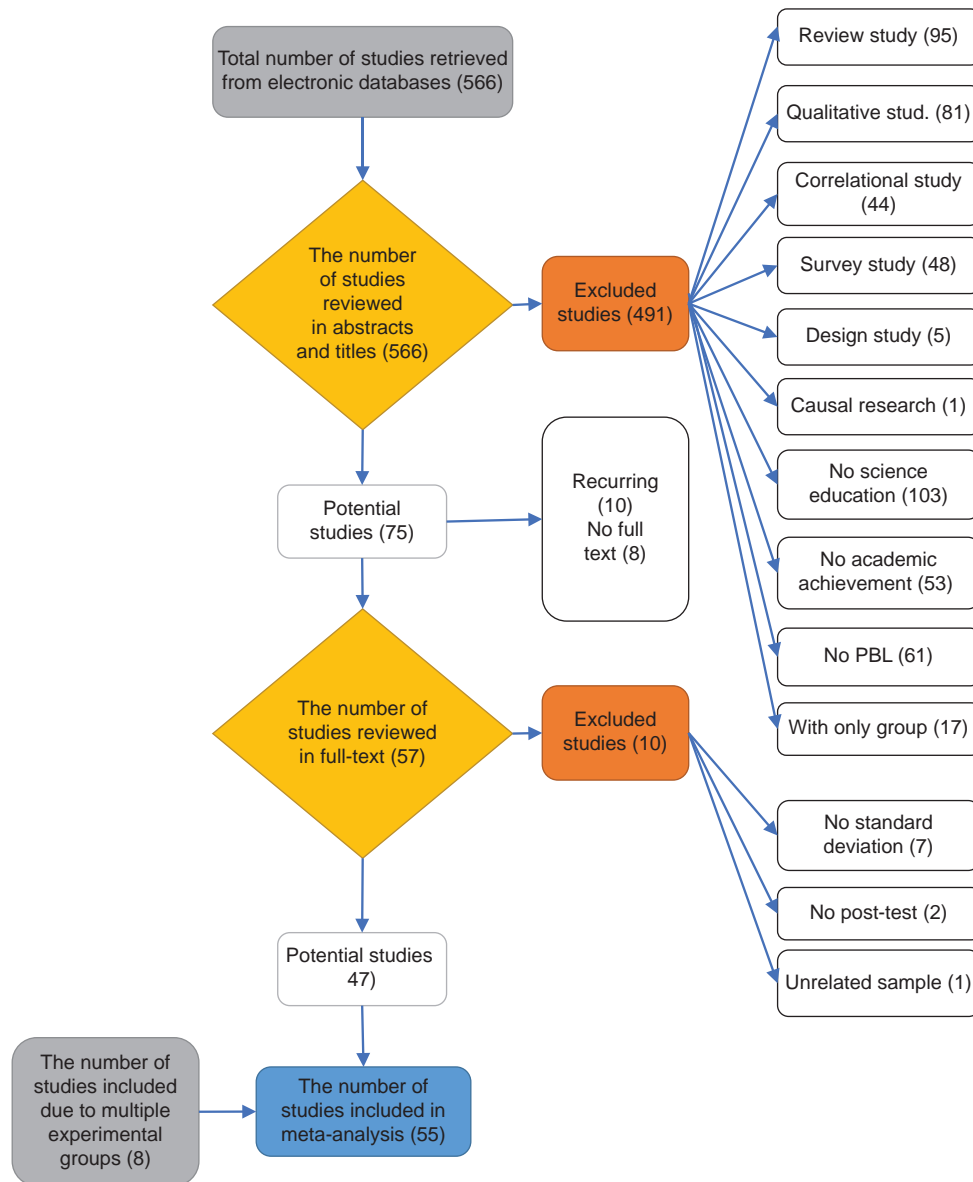 Total number of studies retrieved
from electronic databases (566)
The number
of studies
reviewed
in abstracts
and titles (566)
Excluded
studies (491)
Review study (95)
Qualitative stud. (81)
Correlational study
(44)
Survey study (48)
Design study (5)
Causal research (1)
No science
education (103)
No academic
achievement (53)
No PBL (61)
With only group (17)
Potential
studies (75)
Recurring
(10)
No full
text (8)
The number of
studies reviewed
in full-text (57)
Excluded
studies (10)
No standard
deviation (7)
No post-test (2)
Unrelated sample (1)
Potential studies
47)
The number of
studies included
due to multiple
experimental
groups (8)
The number of
studies included in
meta-analysis (55)